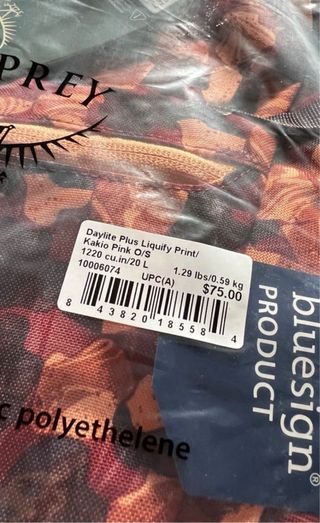 PREY
Daylite Plus Liquify Print/
Kakio Pink O/S
1220 cu.in/20 L
1.29 lbs/0.59 kg
10006074
UPC(A)
$75.00
8 43820 18558 4
bluesign®
PRODUCT
c polyethelene